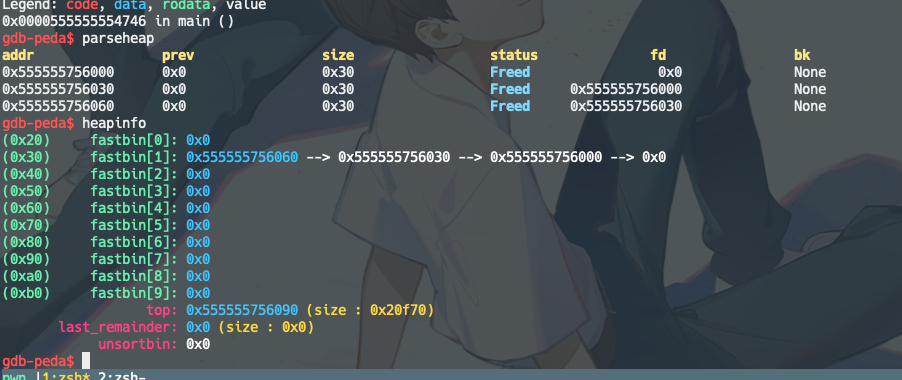 Legend: code, data, rodata, value
0x0000555555554746 in main ()
gdb-peda$ parseheap
addr prev size status fd bk
0x555555756000 0x0 0x30 Freed 0x0 None
0x555555756030 0x0 0x30 Freed 0x555555756000 None
0x555555756060 0x0 0x30 Freed 0x555555756030 None
gdb-peda$ heapinfo
(0x20) fastbin[0]: 0x0
(0x30) fastbin[1]: 0x555555756060 --> 0x555555756030 --> 0x555555756000 --> 0x0
(0x40) fastbin[2]: 0x0
(0x50) fastbin[3]: 0x0
(0x60) fastbin[4]: 0x0
(0x70) fastbin[5]: 0x0
(0x80) fastbin[6]: 0x0
(0x90) fastbin[7]: 0x0
(0xa0) fastbin[8]: 0x0
(0xb0) fastbin[9]: 0x0
top: 0x555555756090 (size : 0x20f70)
last_remainder: 0x0 (size : 0x0)
unsortbin: 0x0
gdb-peda$
pwn |1:zsh* 2:zsh-